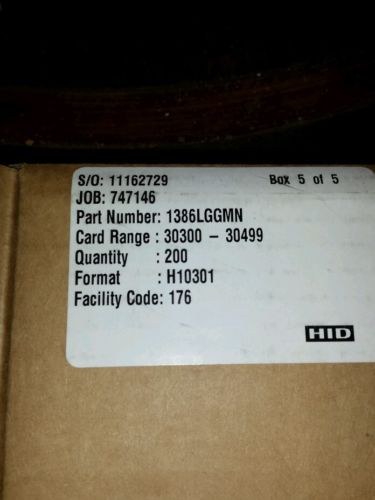 S/O: 11162729 Box 5 of 5
JOB: 747146
Part Number: 1386LGGMN
Card Range : 30300 - 30499
Quantity : 200
Format : H10301
Facility Code: 176
HID